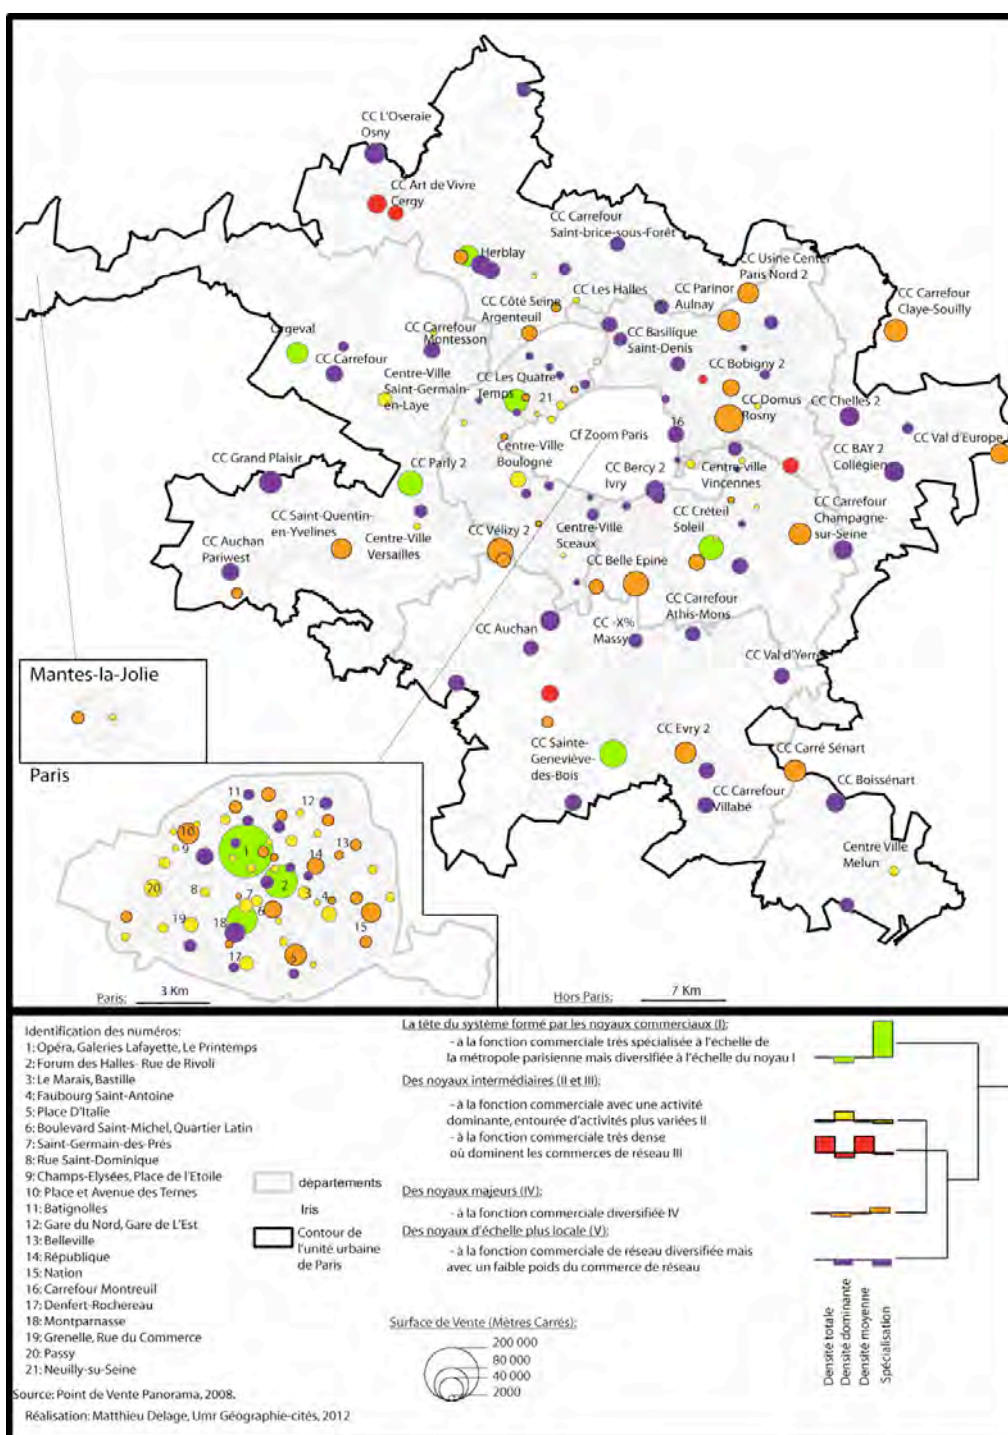 CC L'Oseraie
Osny
CC Art de Vivre
Cergy
CC Carrefour
Saint-brice-sous-Forêt
Herblay
CC Usine Center
Paris Nord 2
CC Les Halles
CC Parinor
Aulnay
CC Carrefour
Claye-Souilly
CC Côté Seine
Argenteuil
Orgeval
CC Carrefour
Montesson
CC Basilique
Saint-Denis
CC Carrefour
Centre-Ville
Saint-Germain-
en-Laye
CC Les Quatre
Temps
21
CC Bobigny 2
CC Domus
Rosny
CC Chelles 2
16
Cf Zoom Paris
CC Val d'Europe
CC Grand Plaisir
CC Parly 2
Centre-Ville
Boulogne
CC Bercy 2
Ivry
Centre-ville
Vincennes
CC BAY 2
Collégien
CC Saint-Quentin-
en-Yvelines
Centre-Ville
Versailles
CC Vélizy 2
Centre-Ville
Sceaux
CC Créteil
Soleil
CC Carrefour
Champagne-
sur-Seine
CC Auchan
Pariwest
CC Belle Epine
CC Carrefour
Athis-Mons
CC Auchan
CC -X%
Massy
CC Val d'Yerres
Mantes-la-Jolie
CC Sainte-
Geneviève-
des-Bois
CC Evry 2
CC Carré Sénart
CC Boissénart
CC Carrefour
Villabé
Centre Ville
Melun
Paris
11
12
10
13
9
1
14
20
8
2
7
3
4
6
19
18
15
17
5
Paris:
3 Km
Hors Paris:
7 Km
Identification des numéros:
1: Opéra, Galeries Lafayette, Le Printemps
2: Forum des Halles- Rue de Rivoli
3: Le Marais, Bastille
4: Faubourg Saint-Antoine
5: Place D'Italie
6: Boulevard Saint-Michel, Quartier Latin
7: Saint-Germain-des-Prés
8: Rue Saint-Dominique
9: Champs-Elysées, Place de l'Etoile
10: Place et Avenue des Ternes
11: Batignolles
12: Gare du Nord, Gare de L'Est
13: Belleville
14: République
15: Nation
16: Carrefour Montreuil
17: Denfert-Rochereau
18: Montparnasse
19: Grenelle, Rue du Commerce
20: Passy
21: Neuilly-su-Seine
Source: Point de Vente Panorama, 2008.
Réalisation: Matthieu Delage, Umr Géographie-cités, 2012
départements
Iris
Contour de
l'unité urbaine
de Paris
La tête du système formé par les noyaux commerciaux (I):
- à la fonction commerciale très spécialisée à l'échelle de
la métropole parisienne mais diversifiée à l'échelle du noyau I
Des noyaux intermédiaires (II et III):
- à la fonction commerciale avec une activité
dominante, entourée d'activités plus variées II
- à la fonction commerciale très dense
où dominent les commerces de réseau III
Des noyaux majeurs (IV):
- à la fonction commerciale diversifiée IV
Des noyaux d'échelle plus locale (V):
- à la fonction commerciale de réseau diversifiée mais
avec un faible poids du commerce de réseau
Surface de Vente (Mètres Carrés):
200 000
80 000
40 000
2000
Densité totale
Densité dominante
Densité moyenne
Spécialisation